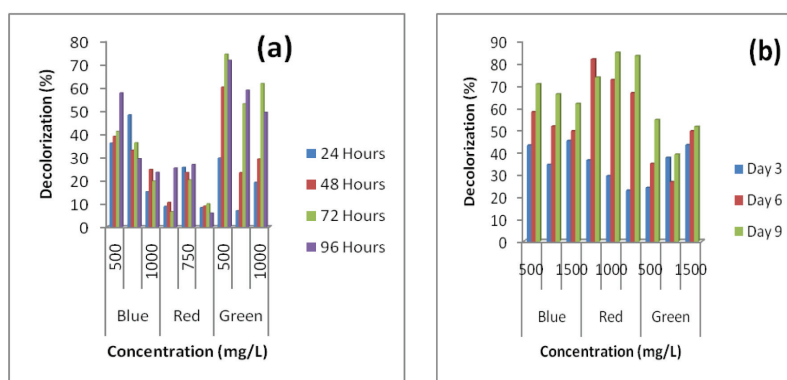 (a)
Decolorization (%)
80
70
60
50
40
30
20
10
0
500
1000
750
500
1000
Blue Red Green
Concentration (mg/L)
24 Hours
48 Hours
72 Hours
96 Hours
(b)
Decolorization (%)
90
80
70
60
50
40
30
20
10
0
500 1500 1000 500 1500
Blue Red Green
Concentration (mg/L)
Day 3
Day 6
Day 9